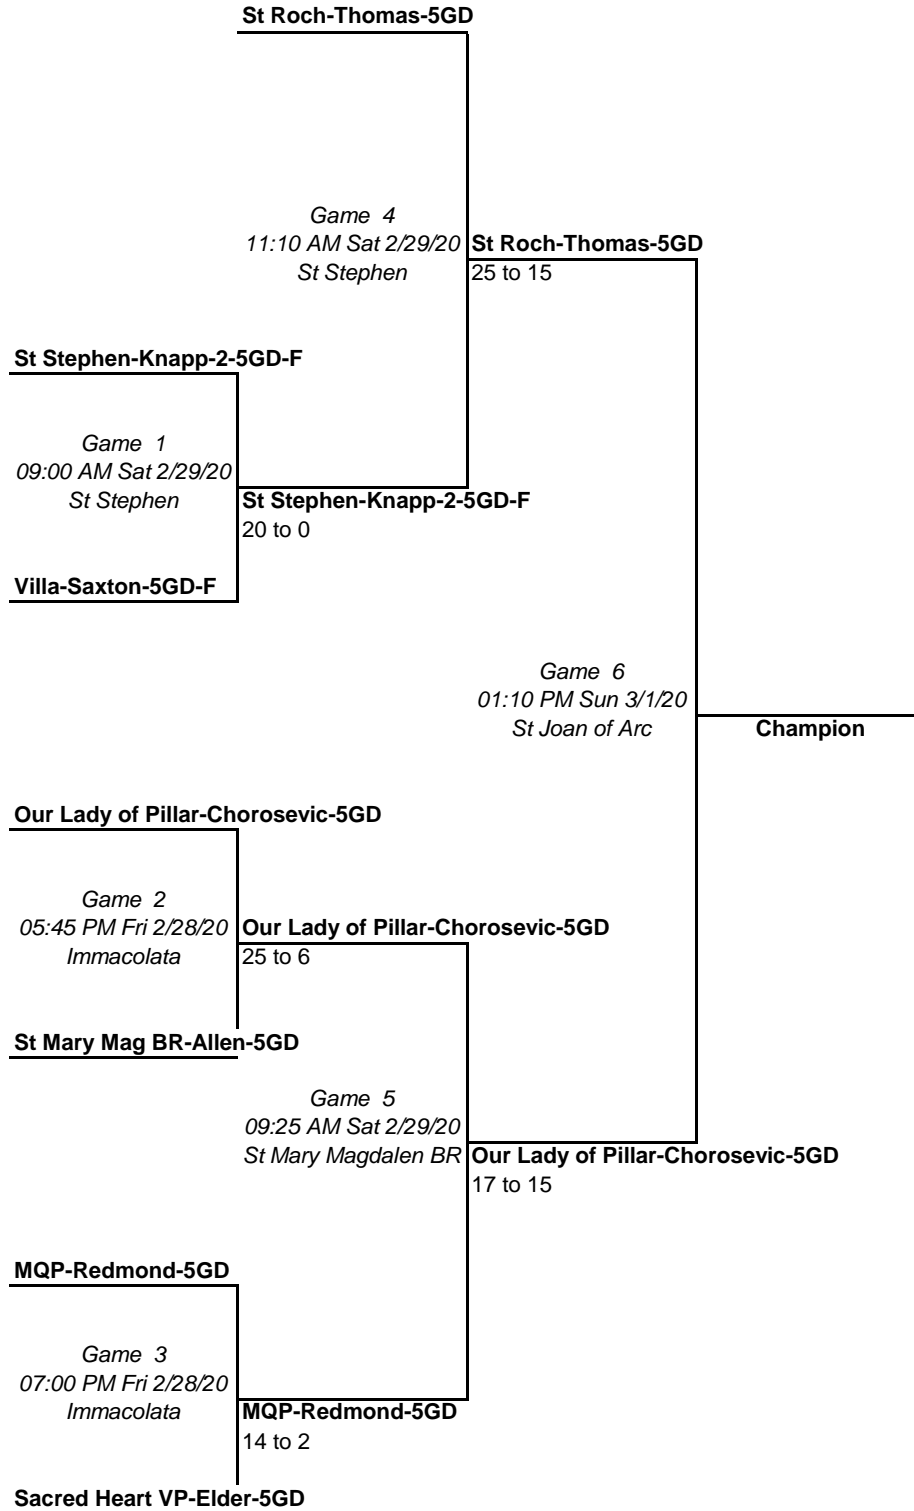 St Roch-Thomas-5GD
Game 4
11:10 AM Sat 2/29/20
St Stephen
St Roch-Thomas-5GD
25 to 15
St Stephen-Knapp-2-5GD-F
Game 1
09:00 AM Sat 2/29/20
St Stephen
St Stephen-Knapp-2-5GD-F
20 to 0
Villa-Saxton-5GD-F
Game 6
01:10 PM Sun 3/1/20
St Joan of Arc
Champion
Our Lady of Pillar-Chorosevic-5GD
Game 2
05:45 PM Fri 2/28/20
Immacolata
Our Lady of Pillar-Chorosevic-5GD
25 to 6
St Mary Mag BR-Allen-5GD
Game 5
09:25 AM Sat 2/29/20
St Mary Magdalen BR
Our Lady of Pillar-Chorosevic-5GD
17 to 15
MQP-Redmond-5GD
Game 3
07:00 PM Fri 2/28/20
Immacolata
MQP-Redmond-5GD
14 to 2
Sacred Heart VP-Elder-5GD